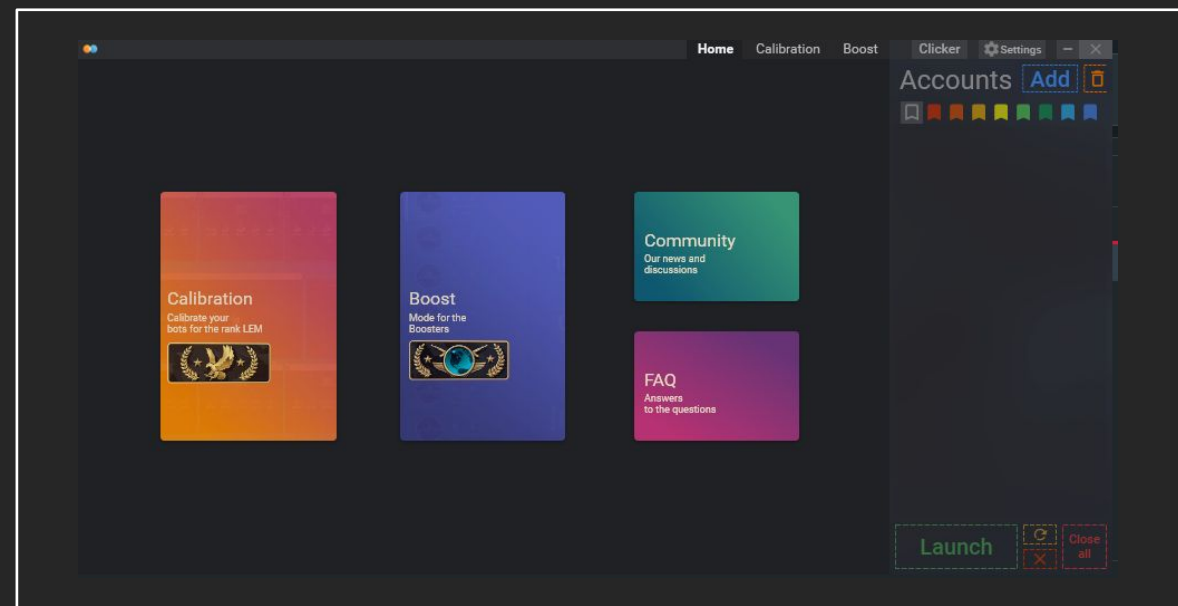 Home Calibration Boost Clicker Settings
Accounts Add
Calibration
Calibrate your
bots for the rank LEM
Boost
Mode for the
Boosters
Community
Our news and
discussions
FAQ
Answers
to the questions
Launch
Close
all